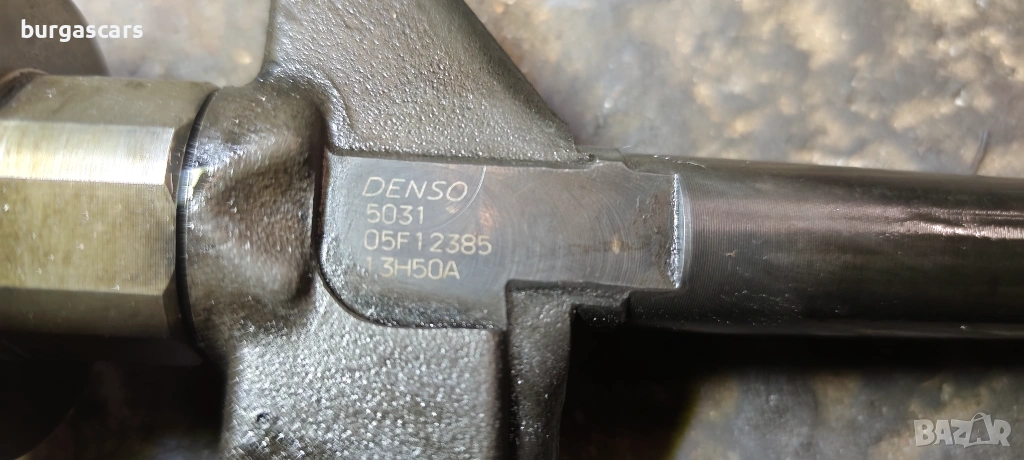 burgascars
DENSO
5031
05F12385
13H50A
BAZAR